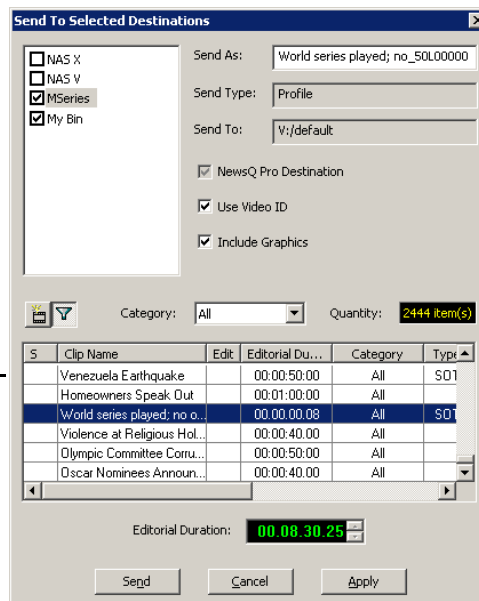 Send To Selected Destinations
NAS X
NAS V
MSeries
My Bin
Send As: World series played; no_50L00000
Send Type: Profile
Send To: V:/default
NewsQ Pro Destination
Use Video ID
Include Graphics
Category: All Quantity: 2444 item(s)
S Clip Name Edit Editorial Du... Category Type
Venezuela Earthquake 00:00:50:00 All SOT
Homeowners Speak Out 00:01:00:00 All
World series played; no o... 00.00.00.08 All SOT
Violence at Religious Hol... 00:00:40.00 All
Olympic Committee Corru... 00:00:50:00 All
Oscar Nominees Announ... 00:00:40.00 All
Editorial Duration: 00.08.30.25
Send Cancel Apply